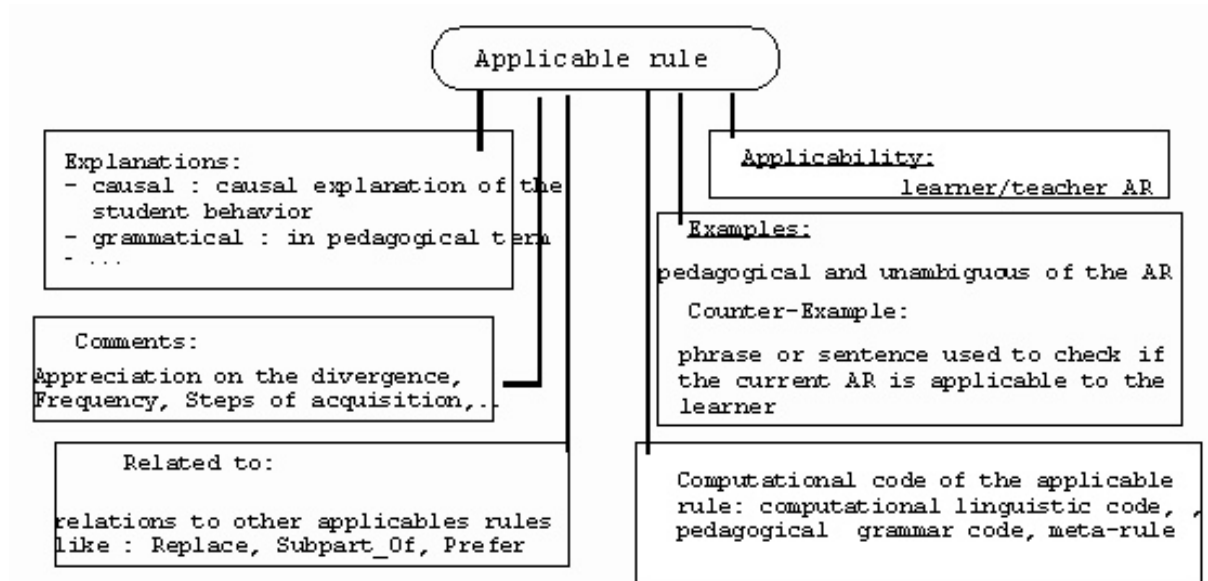 Applicable rule
Explanations:
- causal : causal explanation of the
student behavior
- grammatical : in pedagogical term
- ...
Comments:
Appreciation on the divergence,
Frequency, Steps of acquisition,..
Related to:
relations to other applicables rules
like : Replace, Subpart_Of, Prefer
Applicability:
learner/teacher AR
Examples:
pedagogical and unambiguous of the AR
Counter-Example:
phrase or sentence used to check if
the current AR is applicable to the
learner
Computational code of the applicable
rule: computational linguistic code, ,
pedagogical grammar code, meta-rule